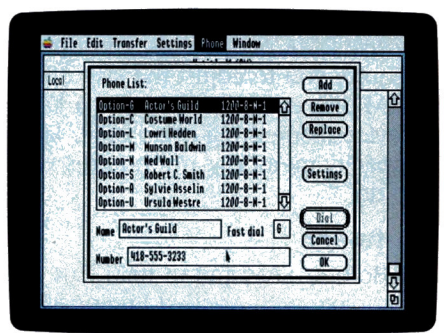 File Edit Transfer Settings Phone Window
Local
Phone List:
Option-G Actor's Guild 1200-8-N-1
Option-C Costume World 1200-8-N-1
Option-L Lowri Hedden 1200-8-N-1
Option-M Munson Baldwin 1200-8-N-1
Option-N Ned Wall 1200-8-N-1
Option-S Robert C. Smith 1200-8-N-1
Option-A Sylvie Asselin 1200-8-N-1
Option-U Ursula Westre 1200-8-N-1
Add
Remove
Replace
Settings
Dial
Cancel
OK
Name Actor's Guild Fast dial G
Number 418-555-3233